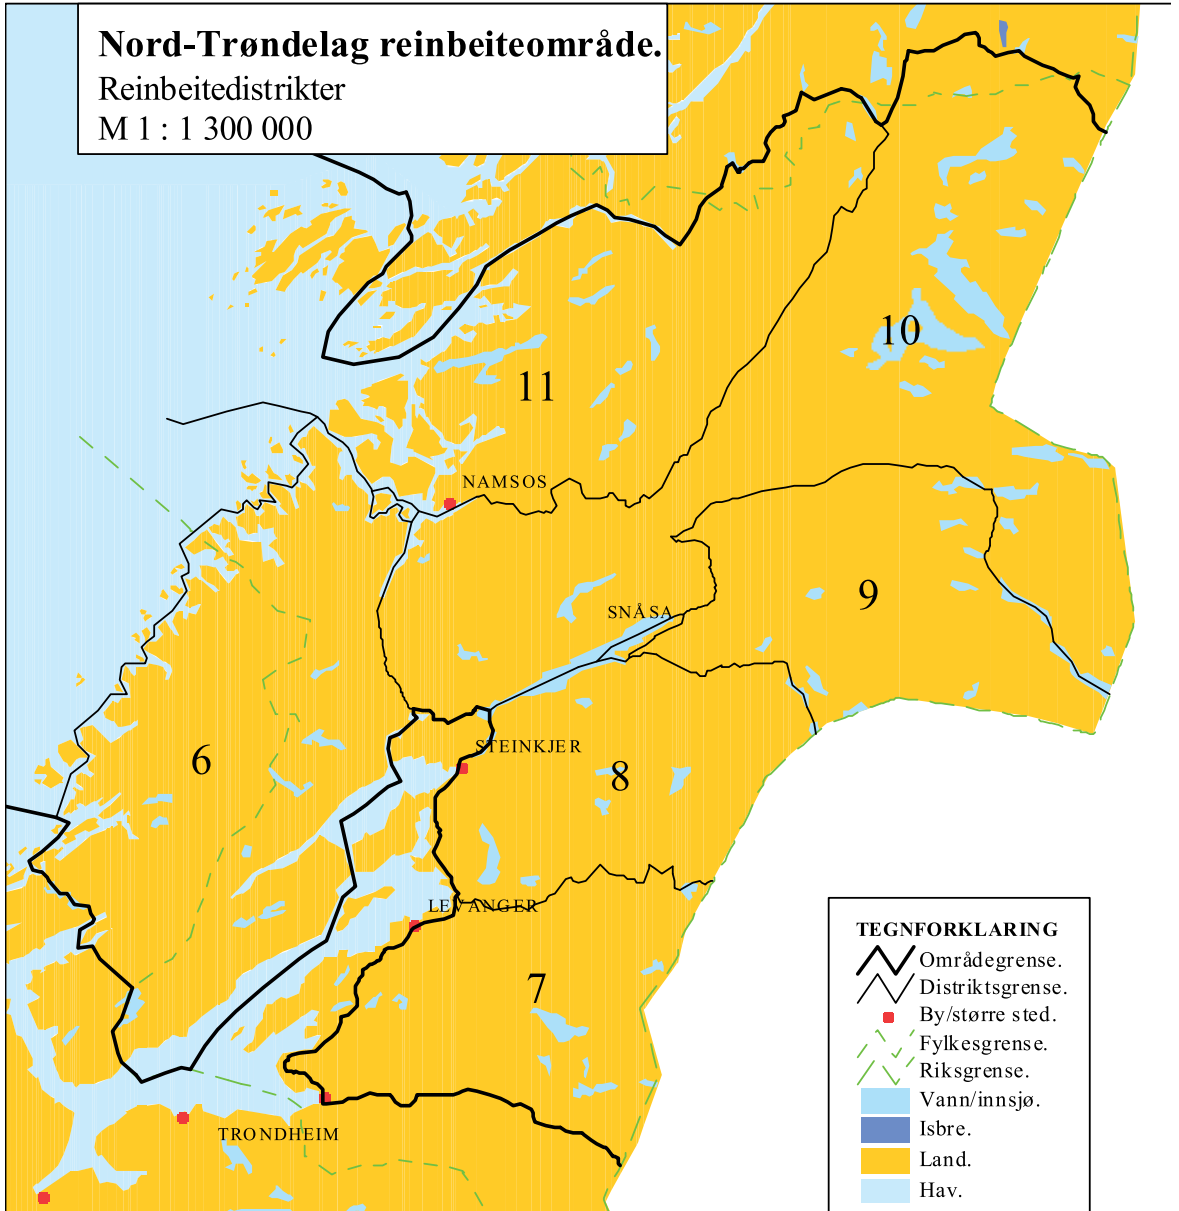 Nord-Trøndelag reinbeiteområde.
Reinbeitedistrikter
M 1 : 1 300 000
10
11
NAMSOS
9
SNÅSA
6
STEINKJER
8
LEVANGER
7
TRONDHEIM
TEGNFORKLARING
Områdegrense.
Distriktsgrense.
By/større sted.
Fylkesgrense.
Riksgrense.
Vann/innsjø.
Isbre.
Land.
Hav.